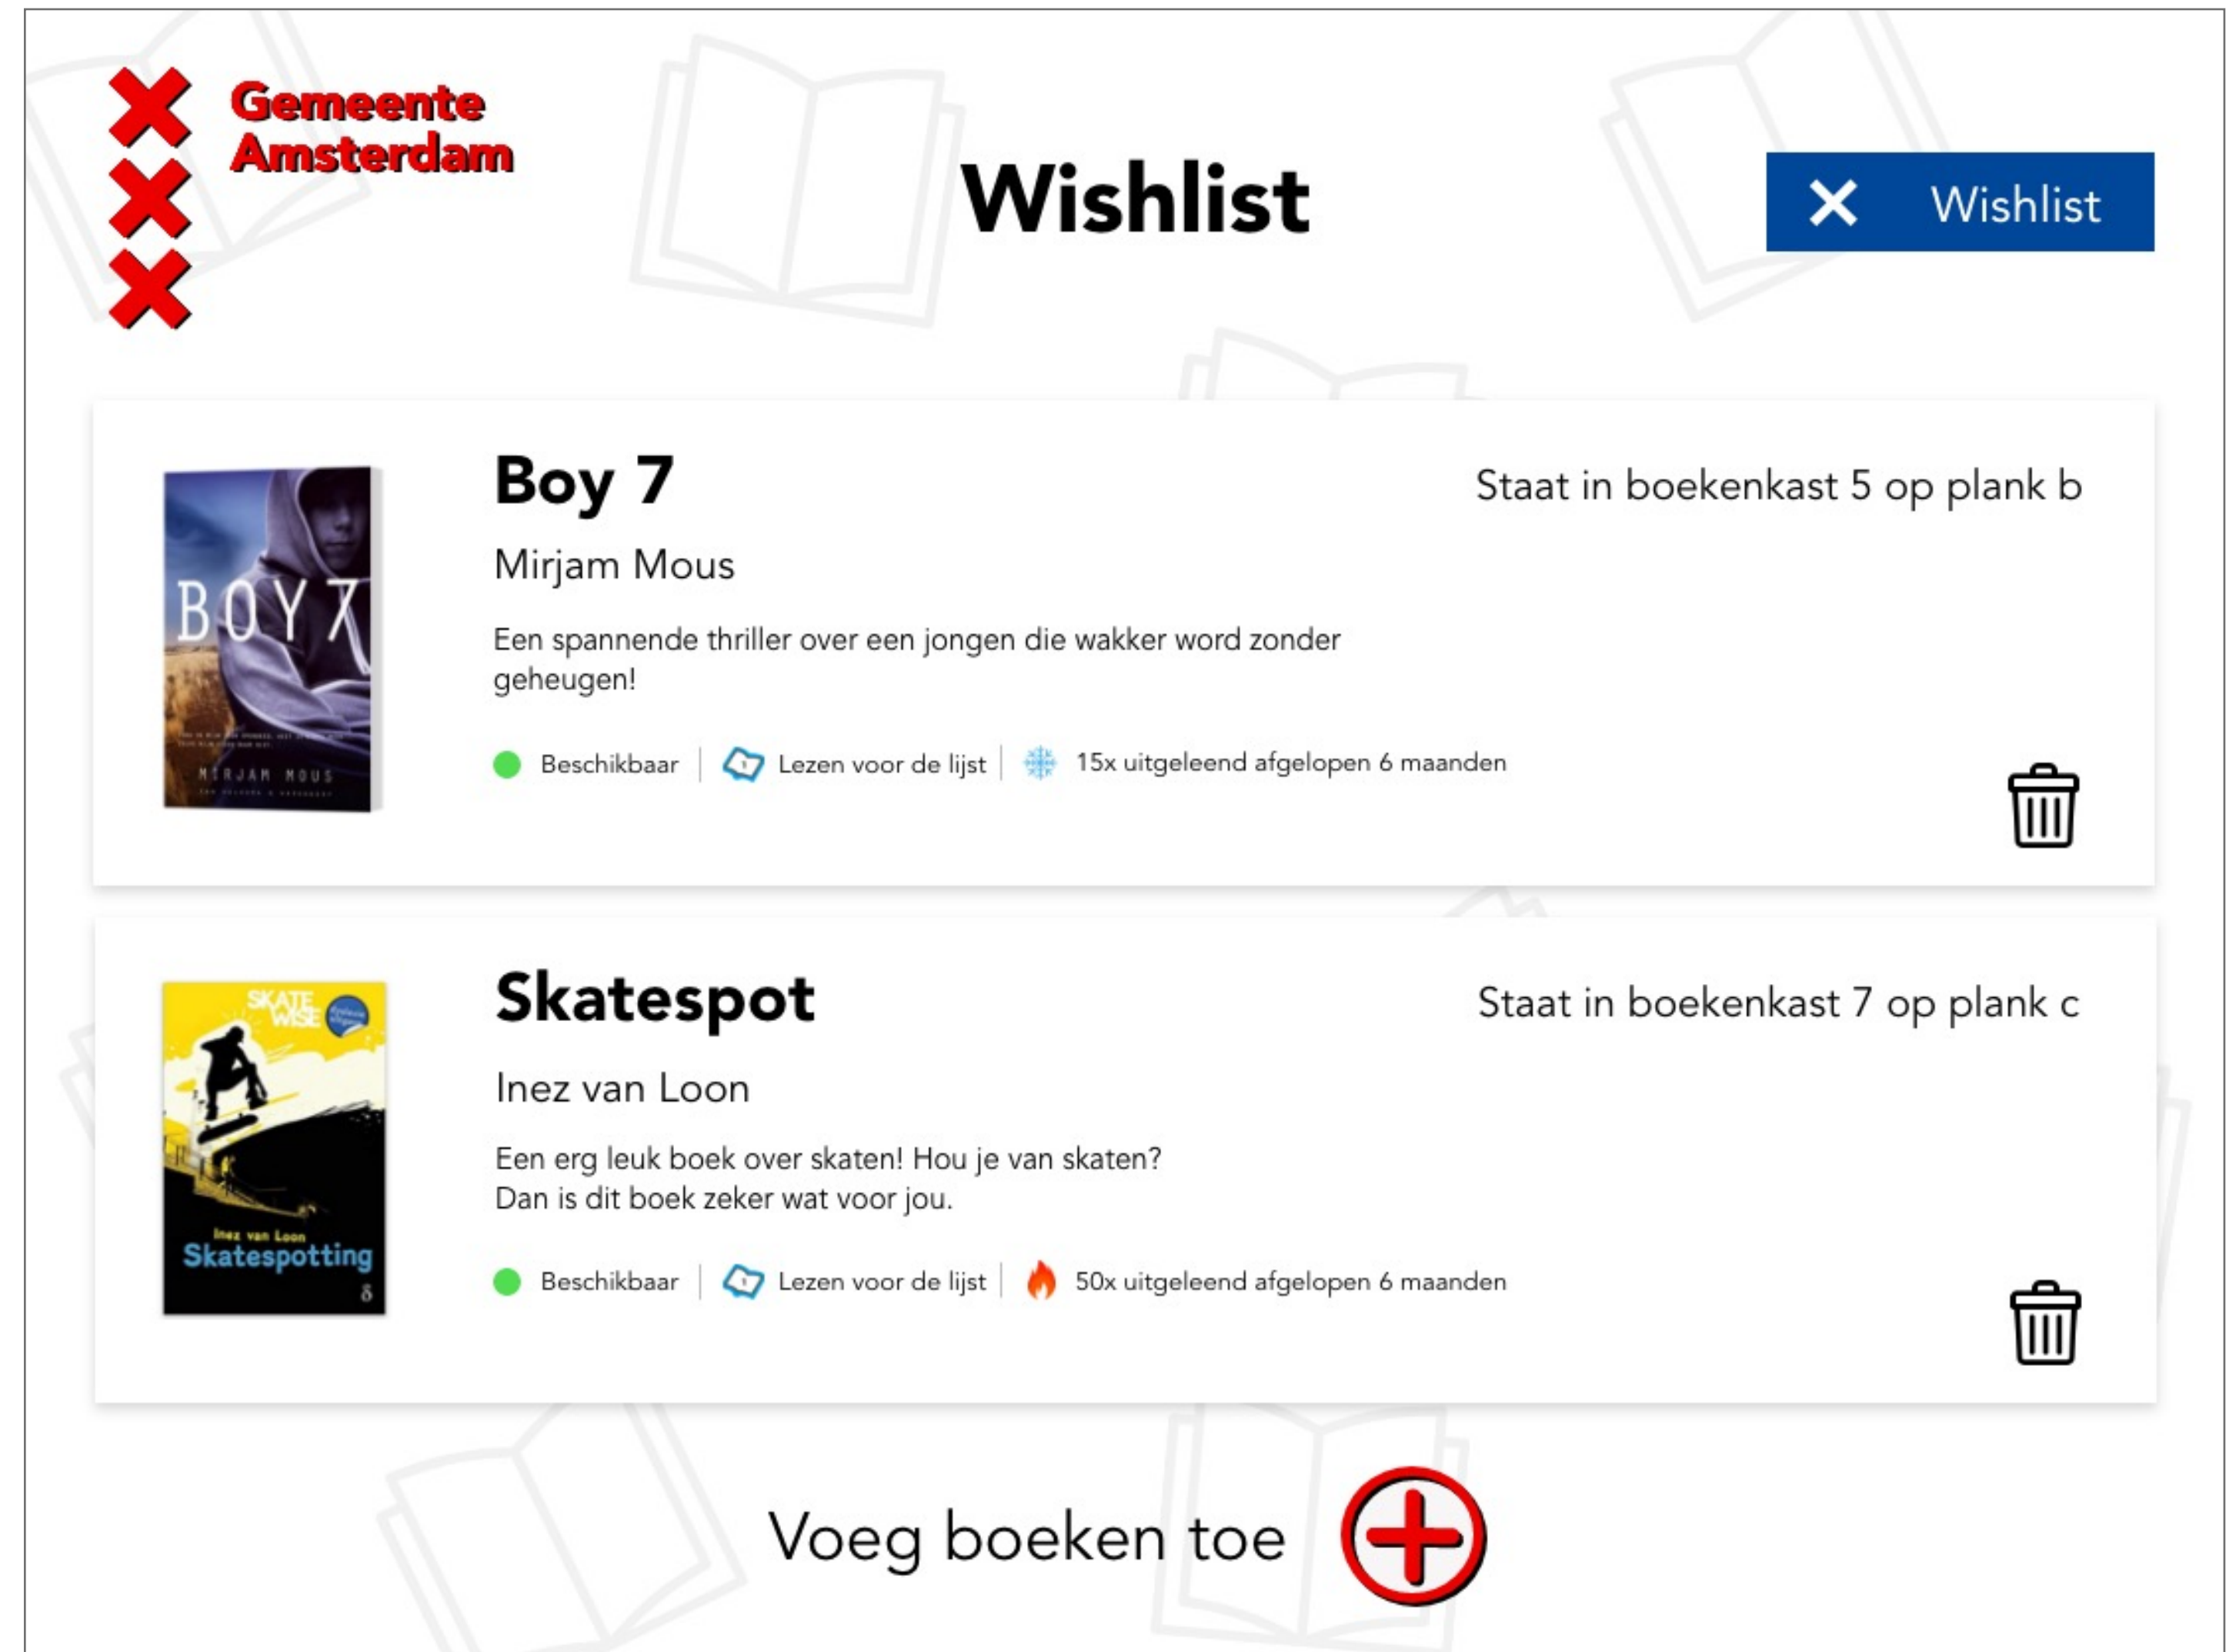 Gemeente
Amsterdam
Wishlist
Wishlist
Boy 7
Staat in boekenkast 5 op plank b
Mirjam Mous
Een spannende thriller over een jongen die wakker word zonder
geheugen!
Beschikbaar
Lezen voor de lijst
15x uitgeleend afgelopen 6 maanden
BOY 7
MIRJAM MOUS
Skatespot
Staat in boekenkast 7 op plank c
Inez van Loon
Een erg leuk boek over skaten! Hou je van skaten?
Dan is dit boek zeker wat voor jou.
Beschikbaar
Lezen voor de lijst
50x uitgeleend afgelopen 6 maanden
SKATE
WISE
Inez van Loon
Skatespotting
Voeg boeken toe